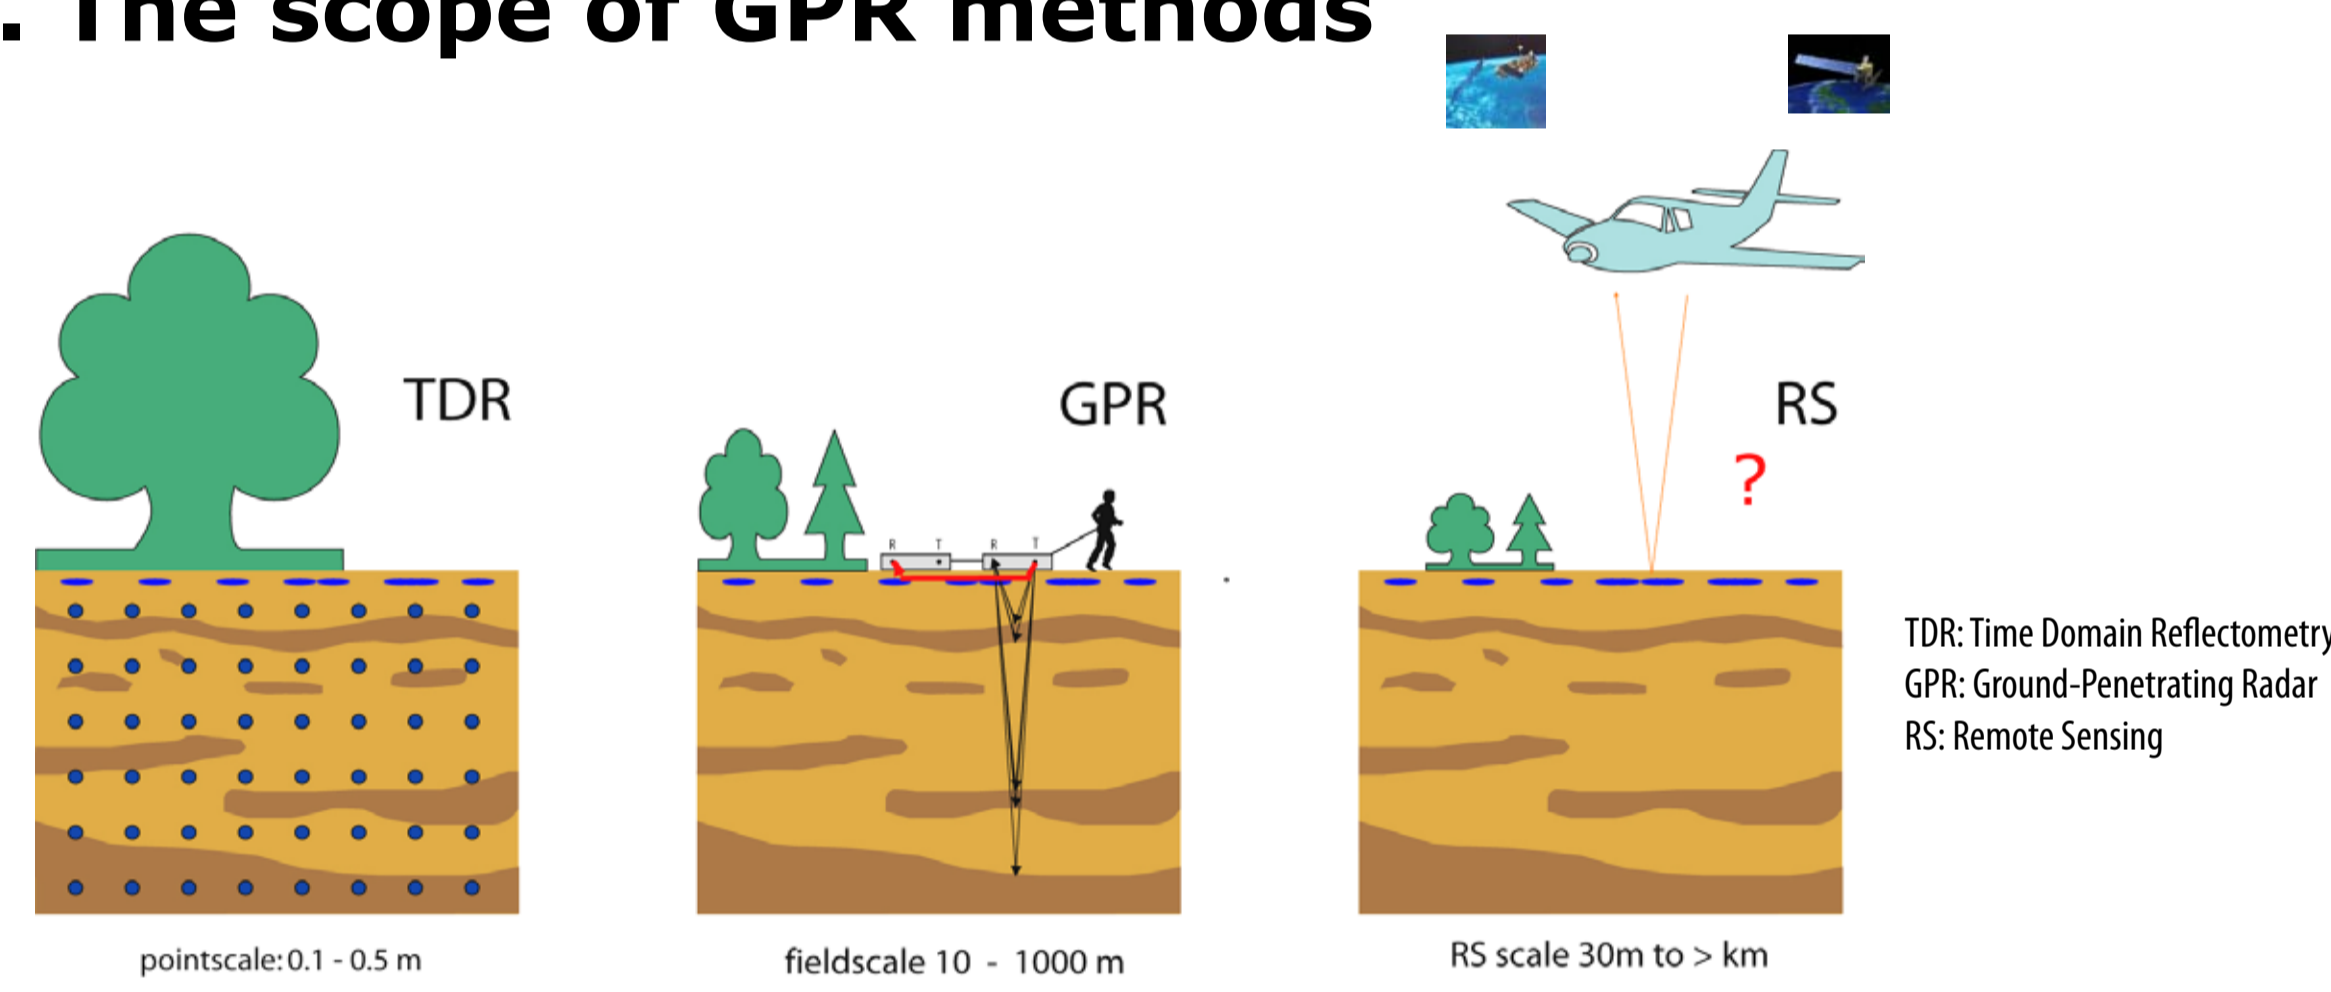 . The scope of GPR methods
TDR
GPR
RS
?
R T R T
TDR: Time Domain Reflectometry
GPR: Ground-Penetrating Radar
RS: Remote Sensing
pointscale: 0.1 - 0.5 m
fieldscale 10 - 1000 m
RS scale 30m to > km